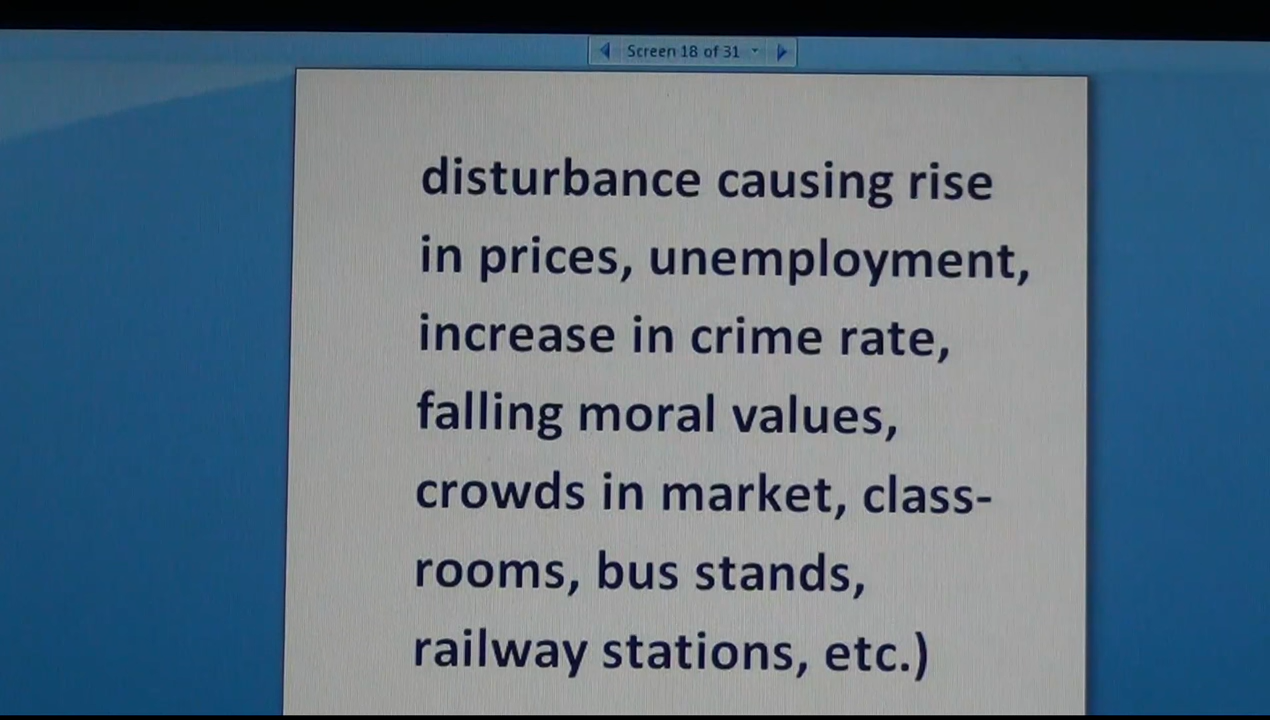 Screen 18 of 31
disturbance causing rise
in prices, unemployment,
increase in crime rate,
falling moral values,
crowds in market, class-
rooms, bus stands,
railway stations, etc.)